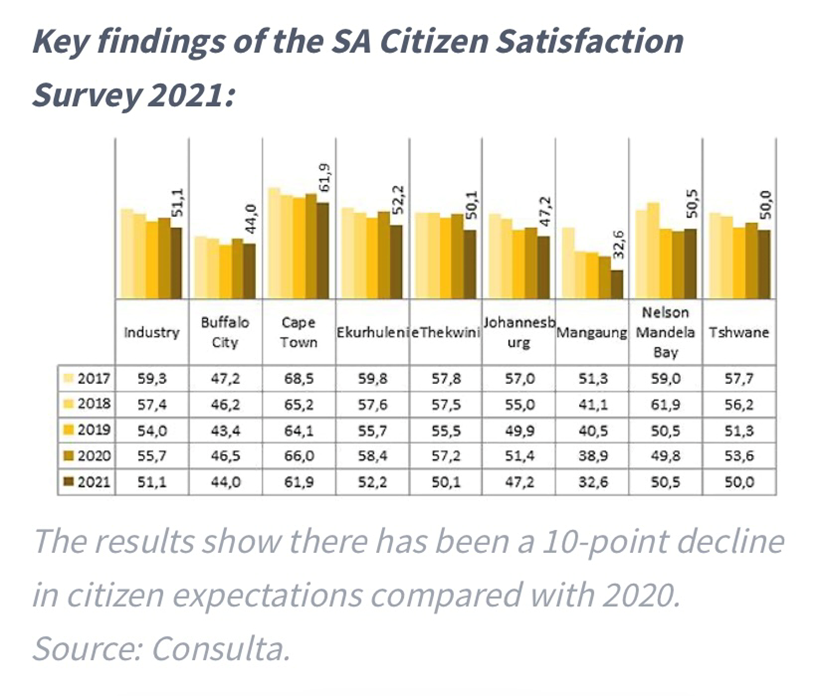 Key findings of the SA Citizen Satisfaction
Survey 2021:
51,1 44,0 61,9 52,2 50,1 47,2 32,6 50,5 50,0
Industry Buffalo City Cape Town Ekurhuleni eThekwini Johannesburg Mangaung Nelson Mandela Bay Tshwane
2017 59,3 47,2 68,5 59,8 57,8 57,0 51,3 59,0 57,7
2018 57,4 46,2 65,2 57,6 57,5 55,0 41,1 61,9 56,2
2019 54,0 43,4 64,1 55,7 55,5 49,9 40,5 50,5 51,3
2020 55,7 46,5 66,0 58,4 57,2 51,4 38,9 49,8 53,6
2021 51,1 44,0 61,9 52,2 50,1 47,2 32,6 50,5 50,0
The results show there has been a 10-point decline
in citizen expectations compared with 2020.
Source: Consulta.